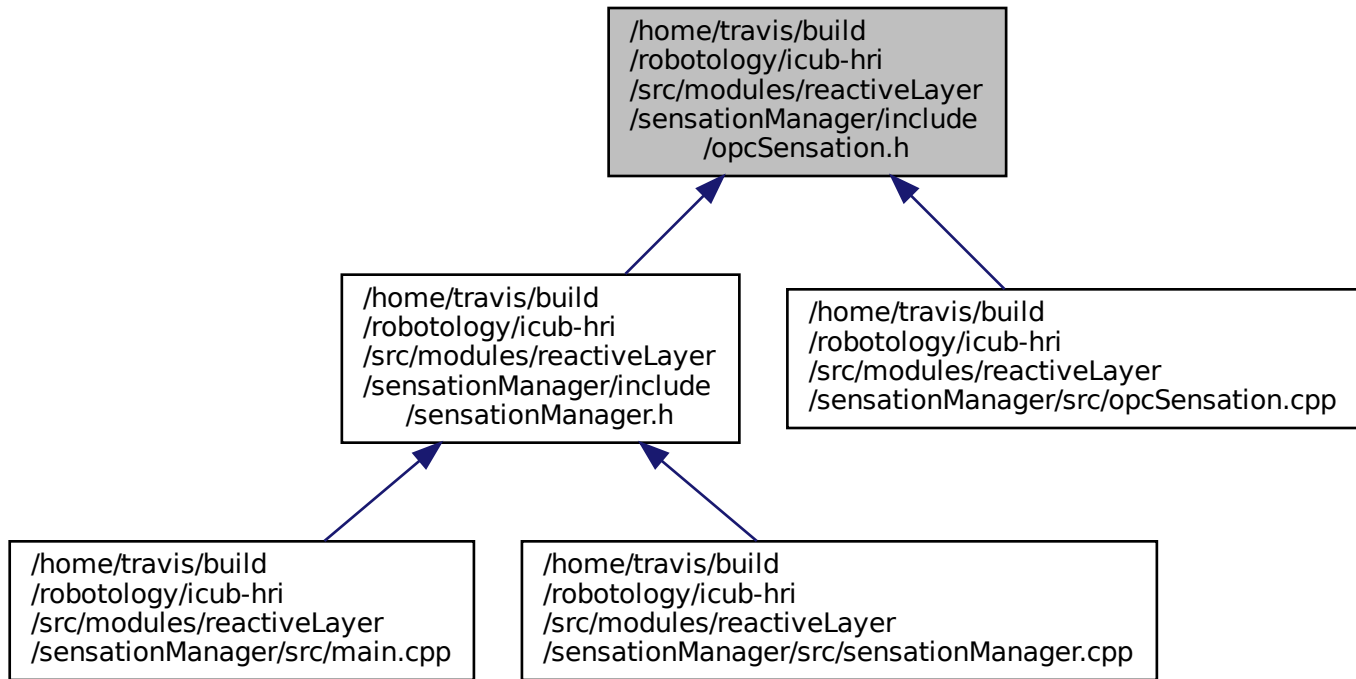 /home/travis/build
/robotology/icub-hri
/src/modules/reactiveLayer
/sensationManager/include
/opcSensation.h
/home/travis/build
/robotology/icub-hri
/src/modules/reactiveLayer
/sensationManager/include
/sensationManager.h
/home/travis/build
/robotology/icub-hri
/src/modules/reactiveLayer
/sensationManager/src/opcSensation.cpp
/home/travis/build
/robotology/icub-hri
/src/modules/reactiveLayer
/sensationManager/src/main.cpp
/home/travis/build
/robotology/icub-hri
/src/modules/reactiveLayer
/sensationManager/src/sensationManager.cpp